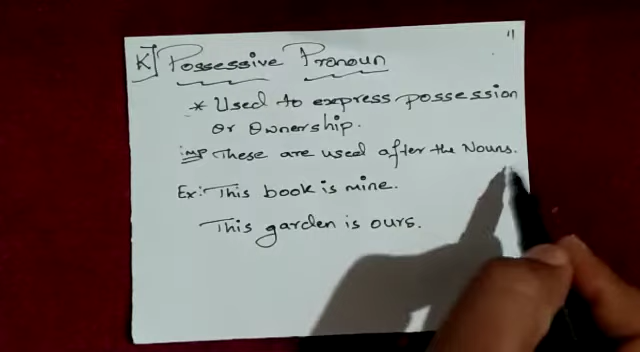 11
K] Possessive Pronoun
* Used to express possession
Or Ownership.
imp These are used after the Nouns.
Ex: This book is mine.
This garden is ours.